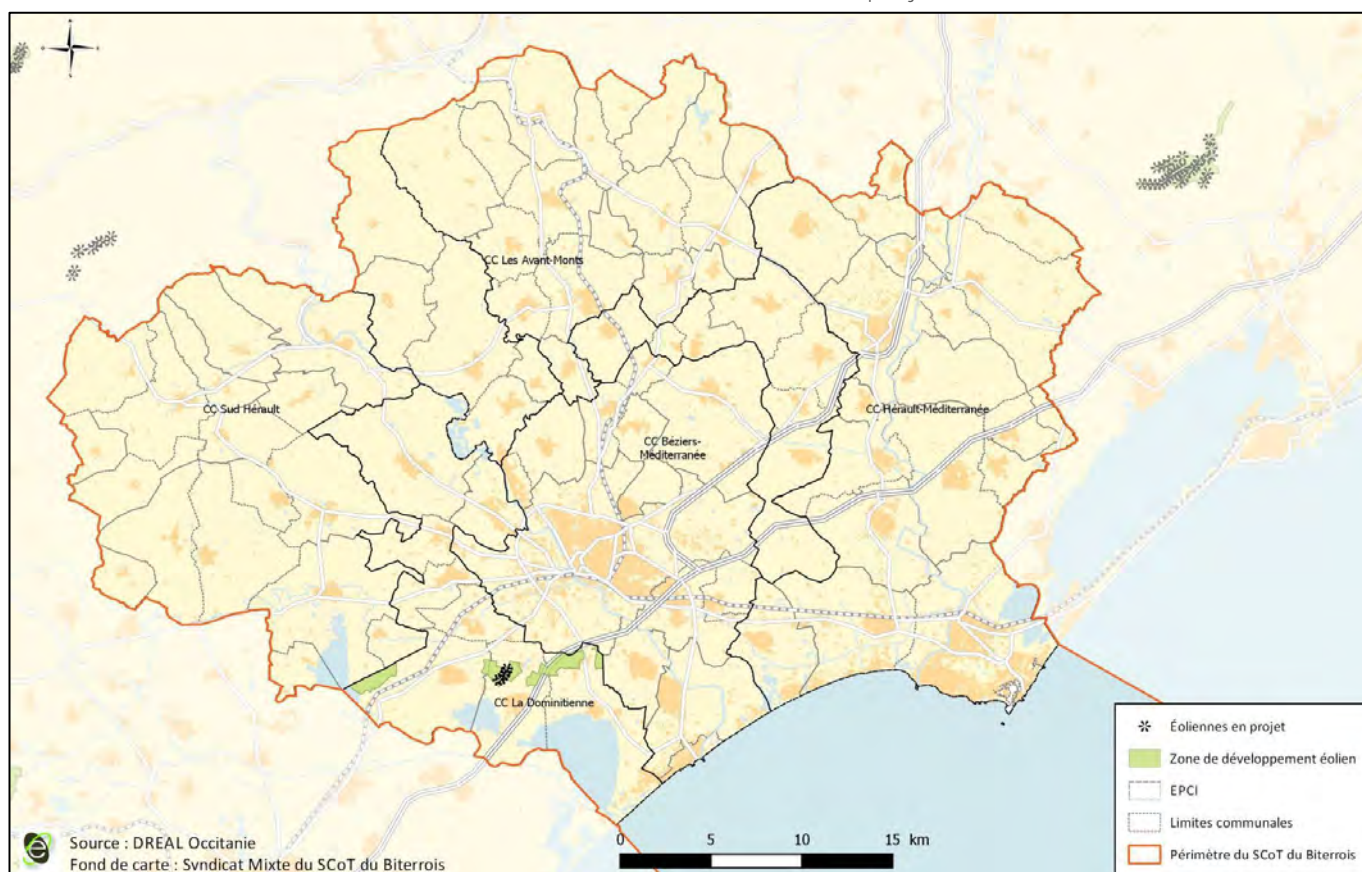 CC Les Avant-Monts
CC Sud Hérault
CC Hérault-Méditerranée
CC Béziers-
Méditerranée
CC La Dominitienne
Éoliennes en projet
Zone de développement éolien
EPCI
Limites communales
Périmètre du SCoT du Biterrois
0 5 10 15 km
Source : DREAL Occitanie
Fond de carte : Syndicat Mixte du SCoT du Biterrois